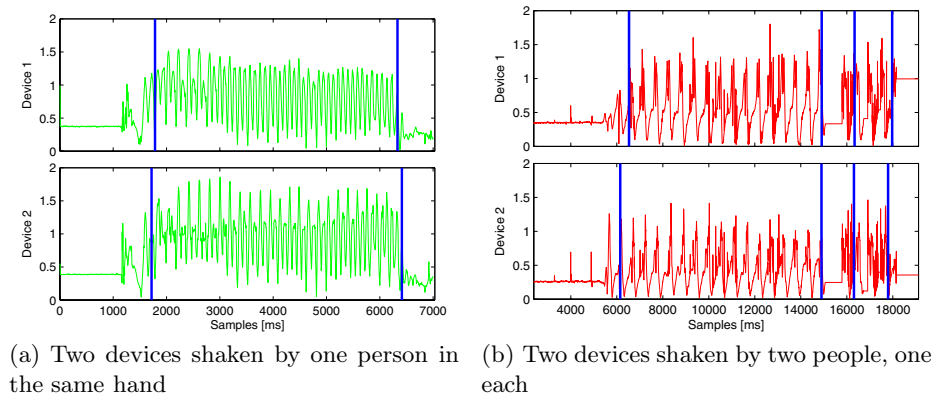 2
1.5
Device 1
1
0.5
0
2
1.5
Device 2
1
0.5
0
0 1000 2000 3000 4000 5000 6000 7000
Samples [ms]
(a) Two devices shaken by one person in
the same hand
2
1.5
Device 1
1
0.5
0
2
1.5
Device 2
1
0.5
0
4000 6000 8000 10000 12000 14000 16000 18000
Samples [ms]
(b) Two devices shaken by two people, one
each